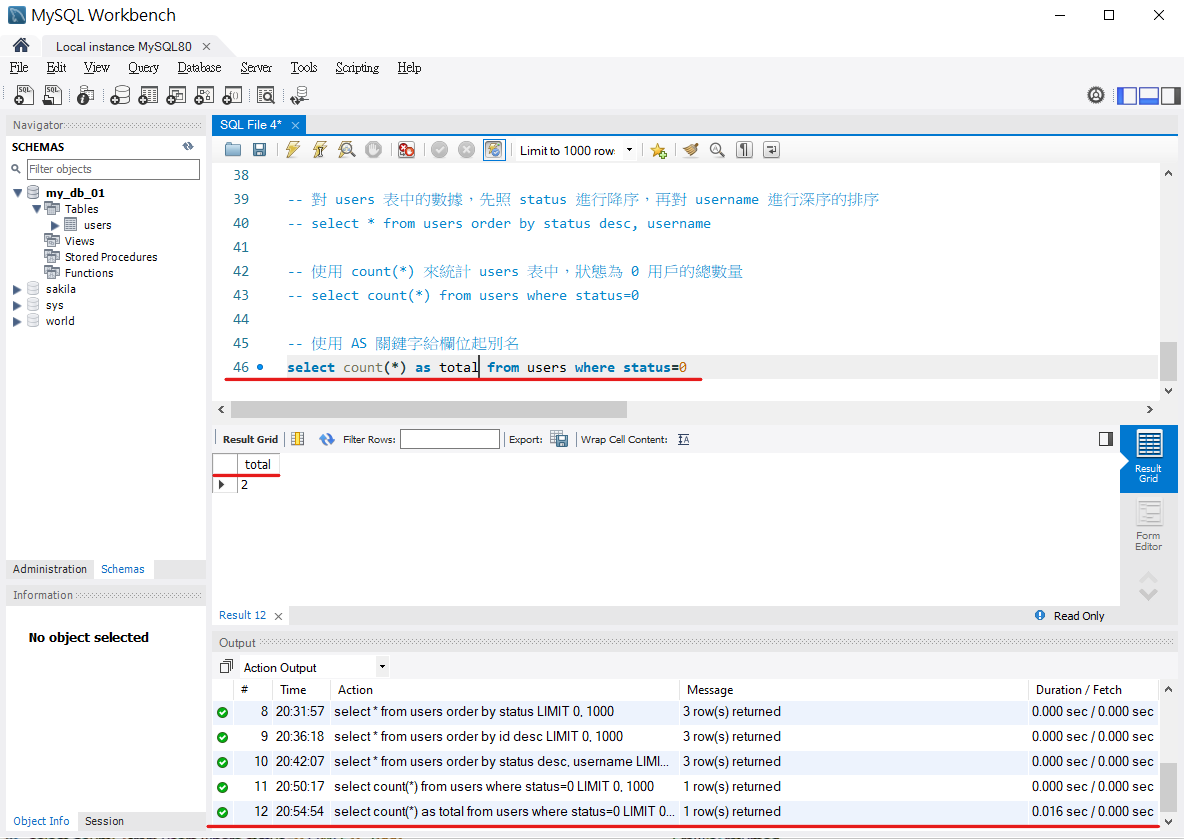 MySQL Workbench
Local instance MySQL80
File Edit View Query Database Server Tools Scripting Help
Navigator
SCHEMAS
Filter objects
my_db_01
Tables
users
Views
Stored Procedures
Functions
sakila
sys
world
Administration Schemas
Information
No object selected
Object Info Session
SQL File 4*
Limit to 1000 rows
38
39 -- 對 users 表中的數據，先照 status 進行降序，再對 username 進行深序的排序
40 -- select * from users order by status desc, username
41
42 -- 使用 count(*) 來統計 users 表中，狀態為 0 用戶的總數量
43 -- select count(*) from users where status=0
44
45 -- 使用 AS 關鍵字給欄位起別名
46 select count(*) as total from users where status=0
Result Grid Filter Rows: Export: Wrap Cell Content:
total
2
Result Grid
Form Editor
Result 12 Read Only
Output
Action Output
# Time Action Message Duration / Fetch
8 20:31:57 select * from users order by status LIMIT 0, 1000 3 row(s) returned 0.000 sec / 0.000 sec
9 20:36:18 select * from users order by id desc LIMIT 0, 1000 3 row(s) returned 0.000 sec / 0.000 sec
10 20:42:07 select * from users order by status desc, username LIMI... 3 row(s) returned 0.000 sec / 0.000 sec
11 20:50:17 select count(*) from users where status=0 LIMIT 0, 1000 1 row(s) returned 0.000 sec / 0.000 sec
12 20:54:54 select count(*) as total from users where status=0 LIMIT 0... 1 row(s) returned 0.016 sec / 0.000 sec